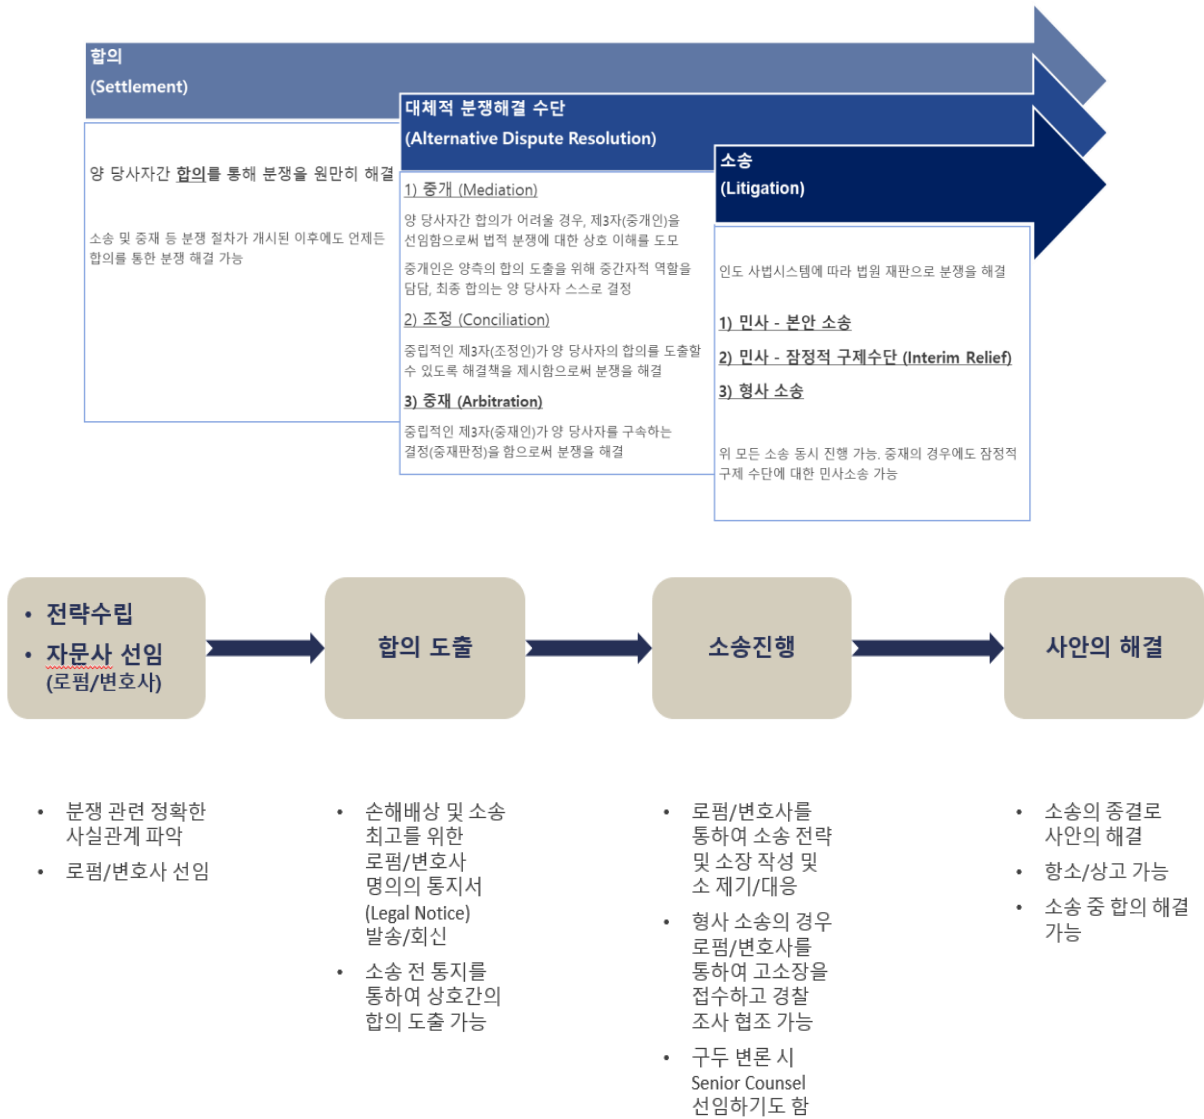 합의
(Settlement)
양 당사자간 합의를 통해 분쟁을 원만히 해결
소송 및 중재 등 분쟁 절차가 개시된 이후에도 언제든
합의를 통한 분쟁 해결 가능
대체적 분쟁해결 수단
(Alternative Dispute Resolution)
1) 중개 (Mediation)
양 당사자간 합의가 어려울 경우, 제3자(중개인)을
선임함으로써 법적 분쟁에 대한 상호 이해를 도모
중개인은 양측의 합의 도출을 위해 중간자적 역할을
담담, 최종 합의는 양 당사자 스스로 결정
2) 조정 (Conciliation)
중립적인 제3자(조정인)가 양 당사자의 합의를 도출할
수 있도록 해결책을 제시함으로써 분쟁을 해결
3) 중재 (Arbitration)
중립적인 제3자(중재인)가 양 당사자를 구속하는
결정(중재판정)을 함으로써 분쟁을 해결
소송
(Litigation)
인도 사법시스템에 따라 법원 재판으로 분쟁을 해결
1) 민사 - 본안 소송
2) 민사 - 잠정적 구제수단 (Interim Relief)
3) 형사 소송
위 모든 소송 동시 진행 가능. 중재의 경우에도 잠정적
구제 수단에 대한 민사소송 가능
• 전략수립
• 자문사 선임
(로펌/변호사)
합의 도출
소송진행
사안의 해결
• 분쟁 관련 정확한
사실관계 파악
• 로펌/변호사 선임
• 손해배상 및 소송
최고를 위한
로펌/변호사
명의의 통지서
(Legal Notice)
발송/회신
• 소송 전 통지를
통하여 상호간의
합의 도출 가능
• 로펌/변호사를
통하여 소송 전략
및 소장 작성 및
소 제기/대응
• 형사 소송의 경우
로펌/변호사를
통하여 고소장을
접수하고 경찰
조사 협조 가능
• 구두 변론 시
Senior Counsel
선임하기도 함
• 소송의 종결로
사안의 해결
• 항소/상고 가능
• 소송 중 합의 해결
가능